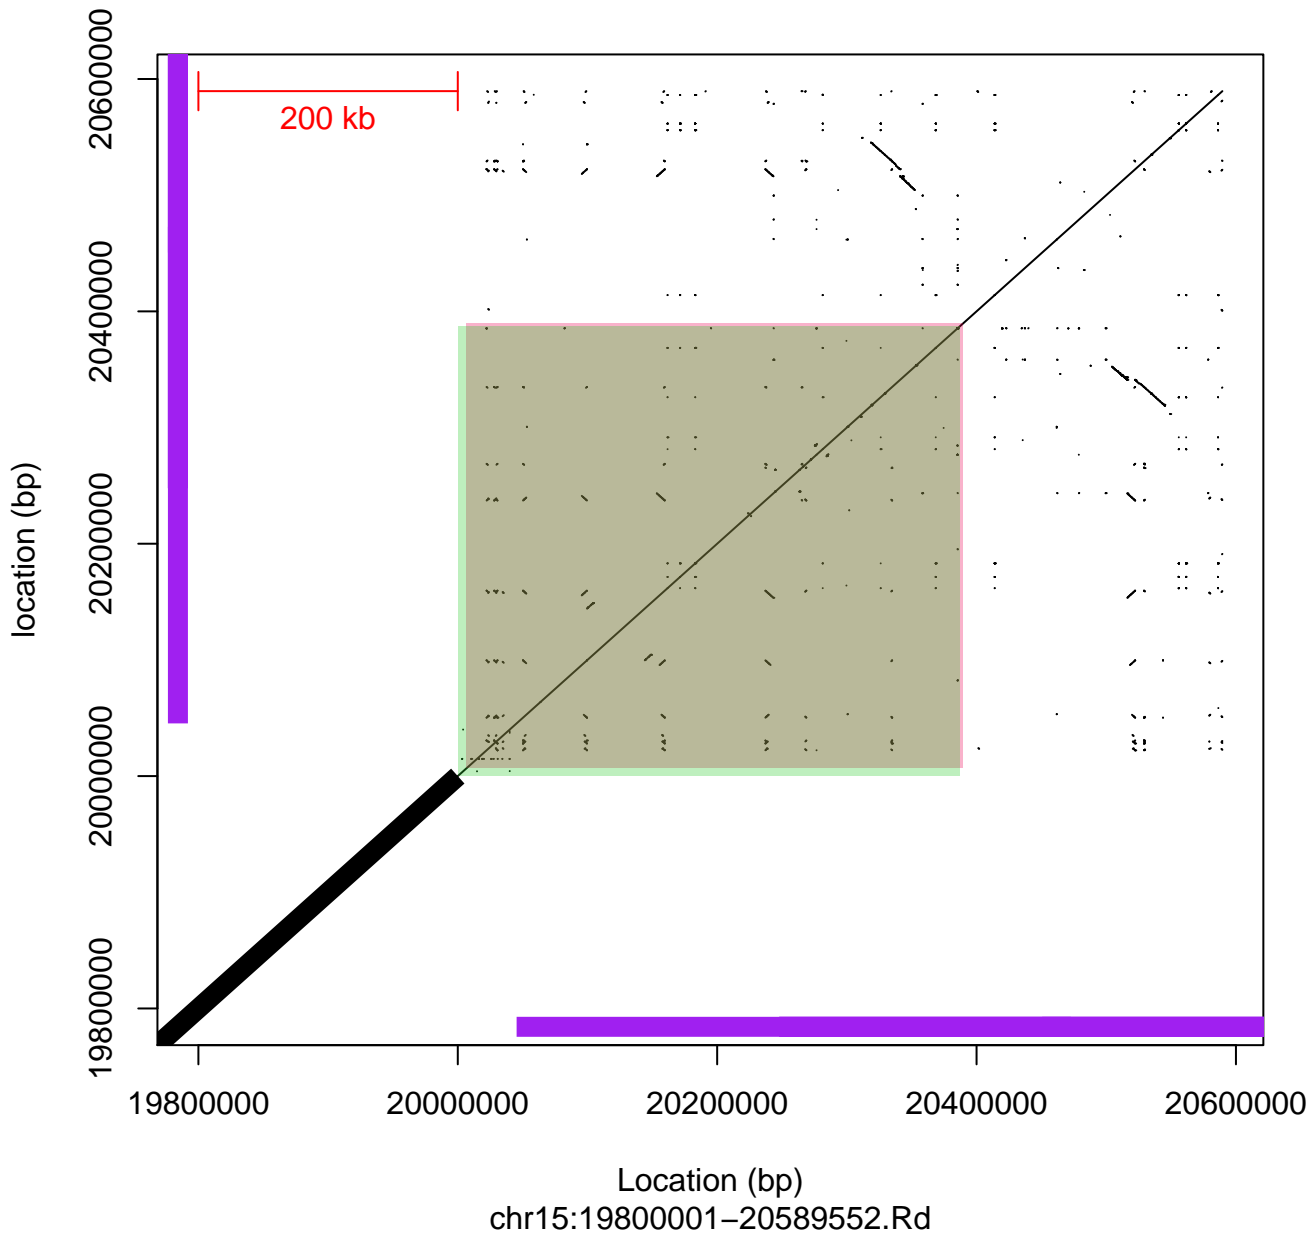 200 kb
location (bp)
20600000
20400000
20200000
20000000
19800000
19800000 20000000 20200000 20400000 20600000
Location (bp)
chr15:19800001−20589552.Rd